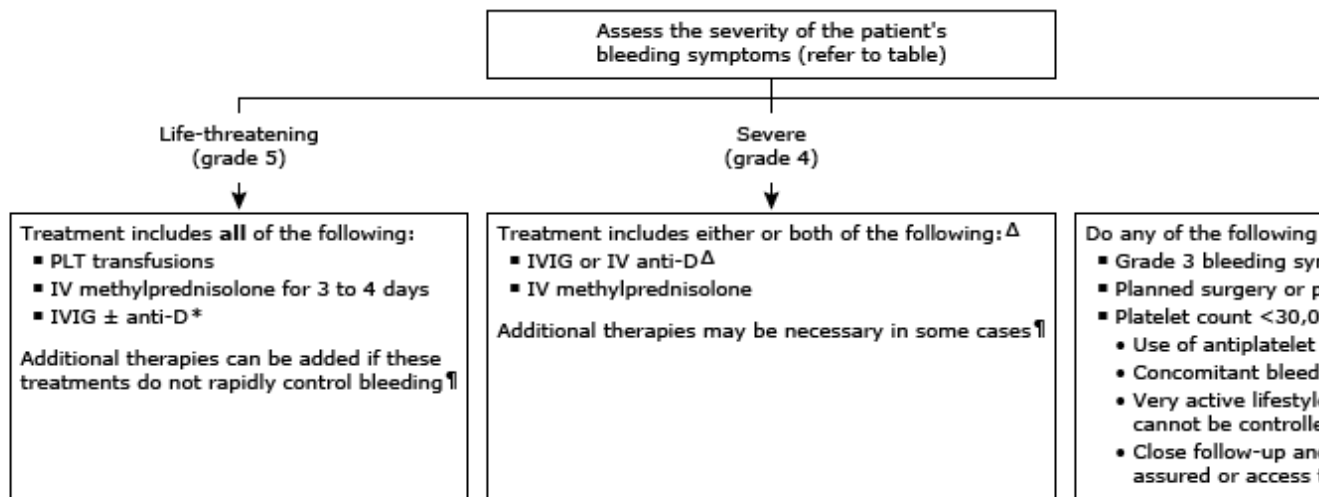 Assess the severity of the patient's
bleeding symptoms (refer to table)
Life-threatening
(grade 5)
Severe
(grade 4)
Treatment includes all of the following:
▪ PLT transfusions
▪ IV methylprednisolone for 3 to 4 days
▪ IVIG ± anti-D*
Additional therapies can be added if these
treatments do not rapidly control bleeding¶
Treatment includes either or both of the following:Δ
▪ IVIG or IV anti-DΔ
▪ IV methylprednisolone
Additional therapies may be necessary in some cases¶
Do any of the following
▪ Grade 3 bleeding
▪ Planned surgery or
▪ Platelet count <30,0
• Use of antiplatelet
• Concomitant
• Very active
cannot be
• Close follow-up
assured or access